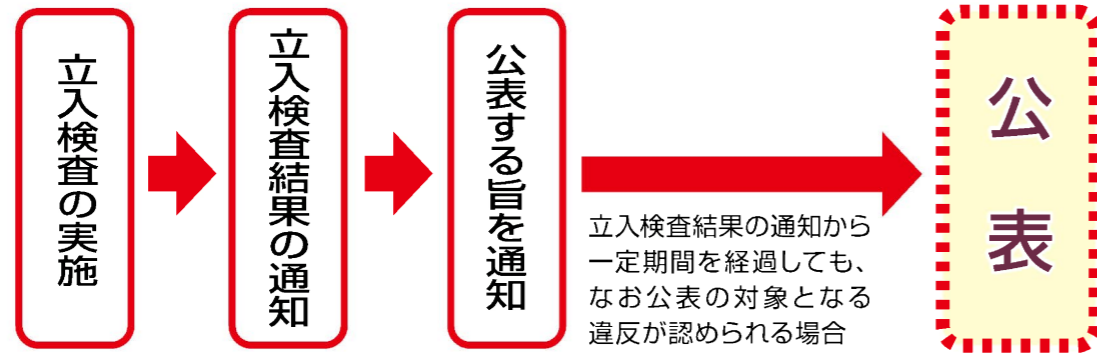 立入検査の実施
立入検査結果の通知
公表する旨を通知
立入検査結果の通知から
一定期間を経過しても、
なお公表の対象となる
違反が認められる場合
公表